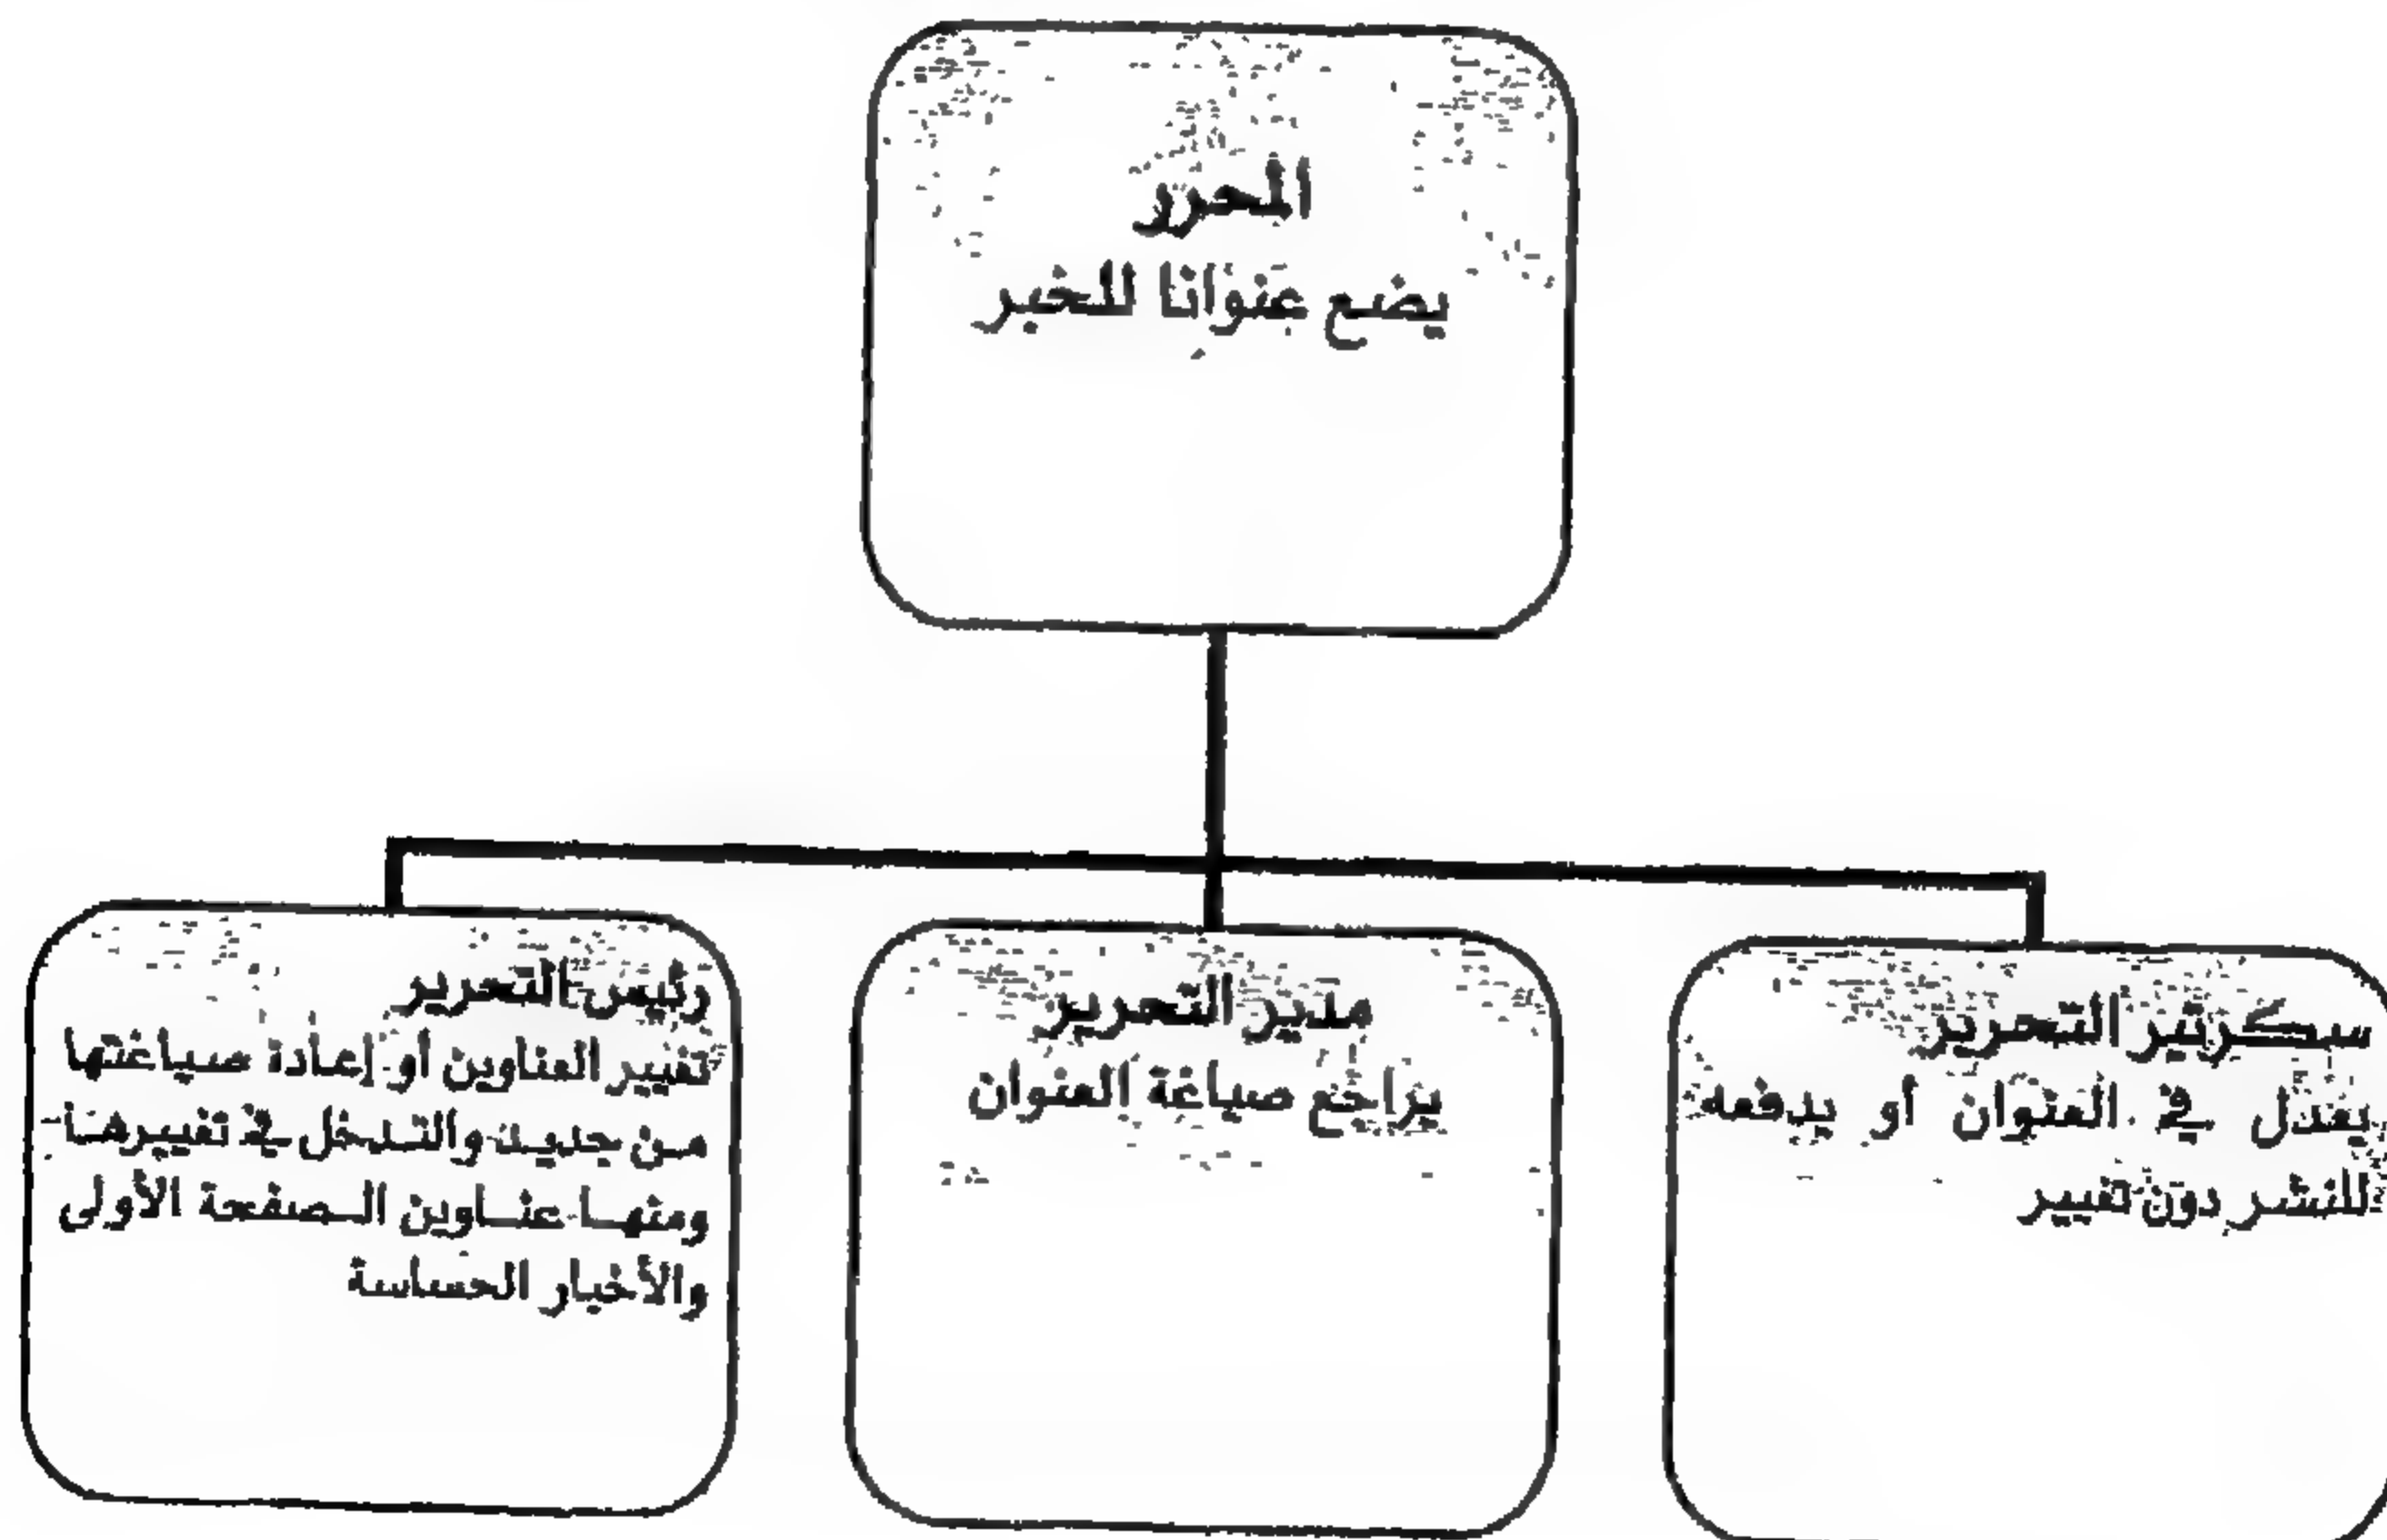 المحرر
يضع عنوانا للخبر
سكرتير التحرير
يعدل في العنوان أو يدفعه
للنشر دون تغيير
مدير التحرير
يراجع صياغة العنوان
رئيس التحرير
تغيير العناوين أو إعادة صياغتها
من جديد والتدخل في تغييرها
ومنها عناوين الصفحة الأولى
والأخبار الحساسة